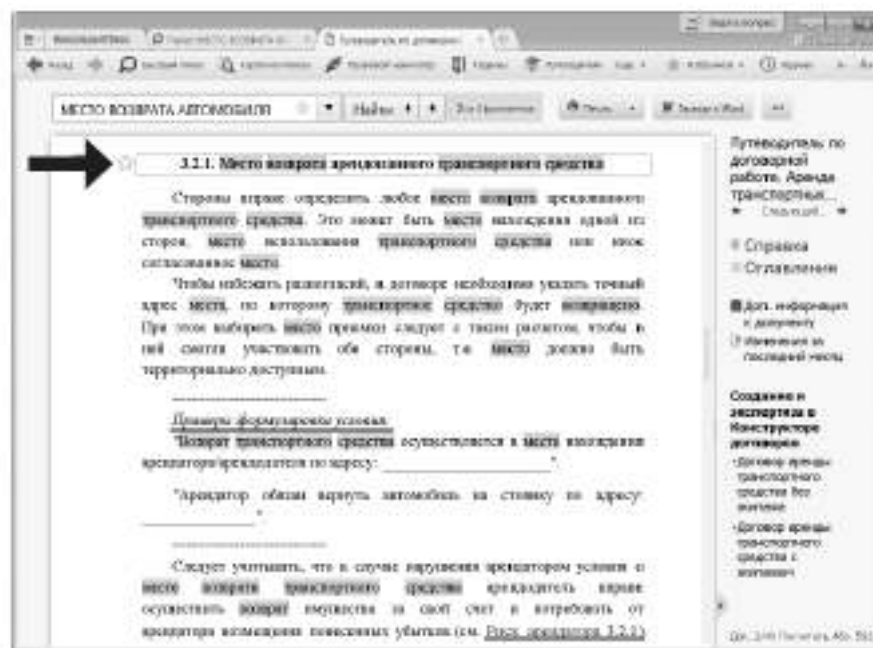 МЕСТО ВОЗВРАТА АВТОМОБИЛЯ
Найти
3.2.1. Место возврата арендованного транспортного средства
Стороны вправе определить любое место возврата арендованного
транспортного средства. Это может быть место нахождения одной из
сторон, место использования транспортного средства или иное
согласованное место.
Чтобы избежать разногласий, в договоре необходимо указать точный
адрес места, по которому транспортное средство будет возвращено.
При этом выбирать место приемки следует с таким расчетом, чтобы в
ней смогли участвовать обе стороны, т.е. место должно быть
территориально доступным.
Примеры формулировки условия:
"Возврат транспортного средства осуществляется в месте нахождения
арендатора/арендодателя по адресу: ____________________".
"Арендатор обязан вернуть автомобиль на стоянку по адресу:
______________".
Следует учитывать, что в случае нарушения арендатором условия о
месте возврата транспортного средства арендодатель вправе
осуществить возврат имущества за свой счет и потребовать от
арендатора возмещения понесенных убытков (см. Риск арендатора 3.2.1)
Путеводитель по
договорной
работе. Аренда
транспортных...
Справка
Оглавление
Доп. информация
к документу
Изменения за
последний месяц
Создание и
экспертиза в
Конструкторе
договоров
Договор аренды
транспортного
средства без
экипажа
Договор аренды
транспортного
средства с
экипажем